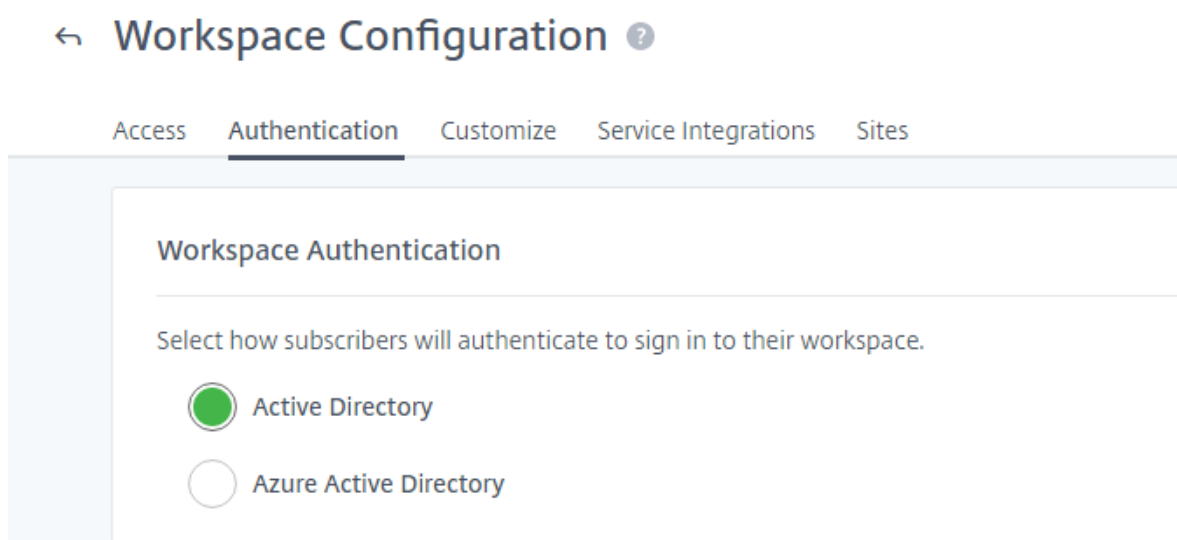 Workspace Configuration ?
Access Authentication Customize Service Integrations Sites
Workspace Authentication
Select how subscribers will authenticate to sign in to their workspace.
Active Directory
Azure Active Directory